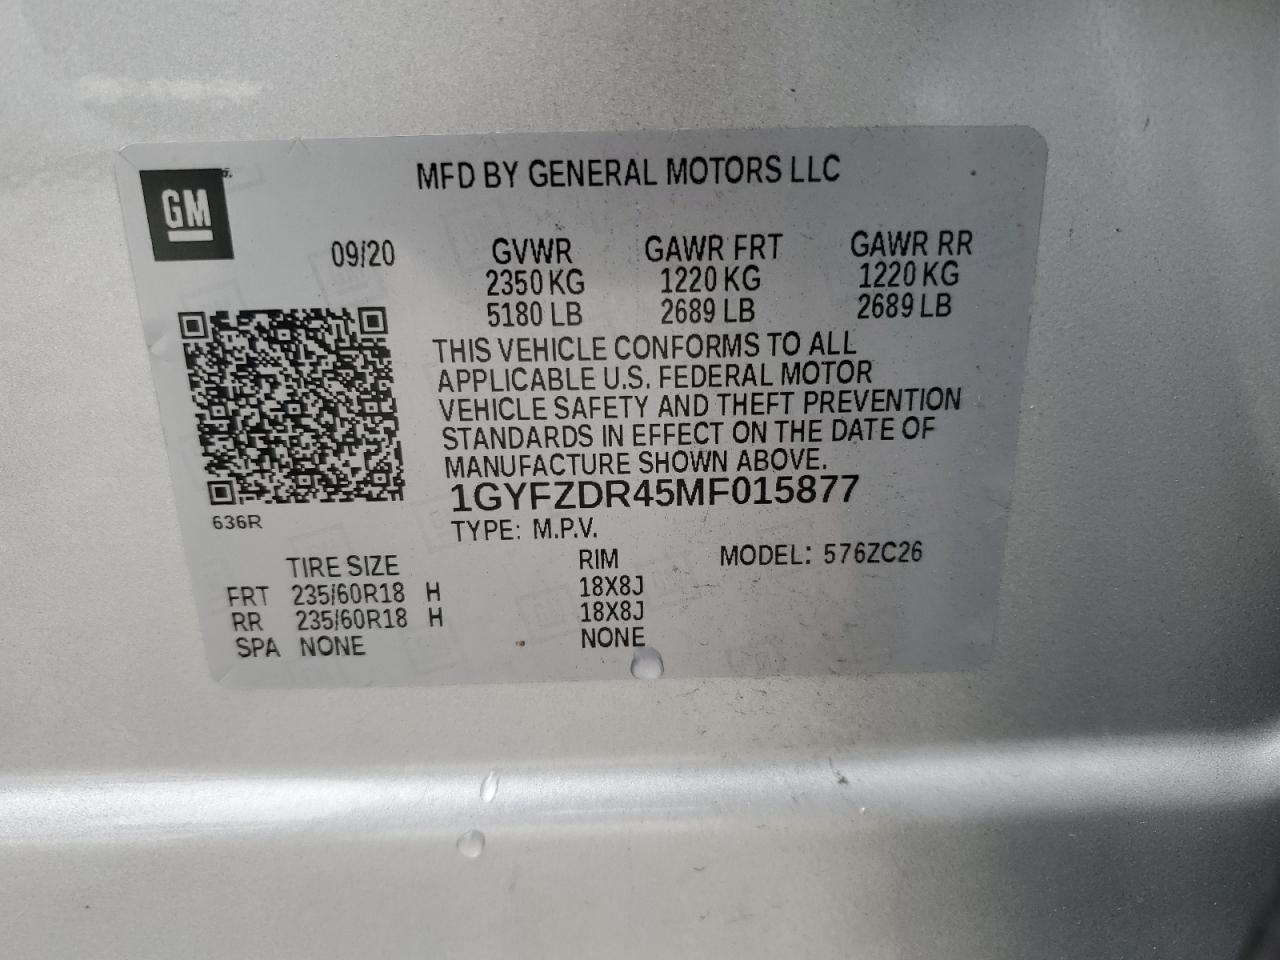 GM
MFD BY GENERAL MOTORS LLC
09/20 GVWR GAWR FRT GAWR RR
2350 KG 1220 KG 1220 KG
5180 LB 2689 LB 2689 LB
THIS VEHICLE CONFORMS TO ALL
APPLICABLE U.S. FEDERAL MOTOR
VEHICLE SAFETY AND THEFT PREVENTION
STANDARDS IN EFFECT ON THE DATE OF
MANUFACTURE SHOWN ABOVE.
1GYFZDR45MF015877
636R
TYPE: M.P.V.
TIRE SIZE RIM MODEL: 576ZC26
FRT 235/60R18 H 18X8J
RR 235/60R18 H 18X8J
SPA NONE NONE